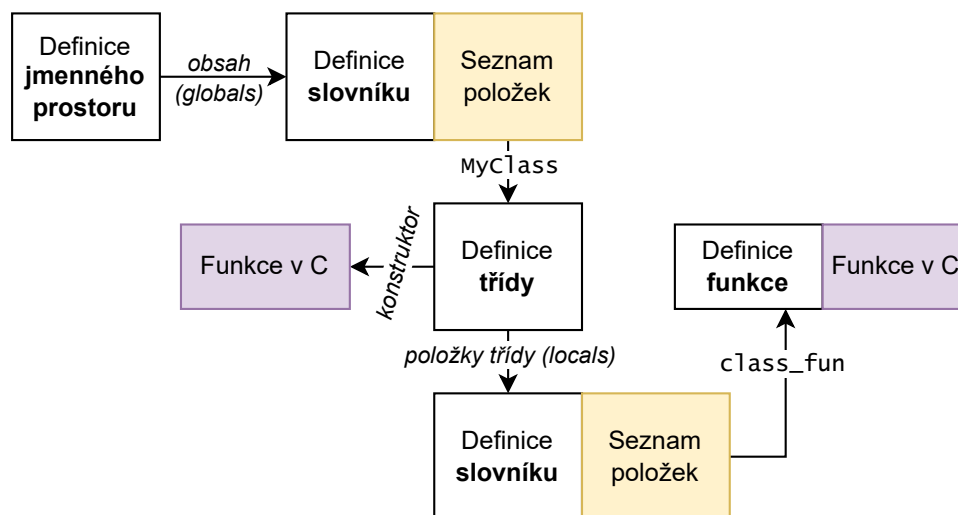 Definice
jmenného
prostoru
obsah
(globals)
Definice
slovníku
Seznam
položek
MyClass
Funkce v C
konstruktor
Definice
třídy
Definice
funkce
Funkce v C
položky třídy (locals)
class_fun
Definice
slovníku
Seznam
položek